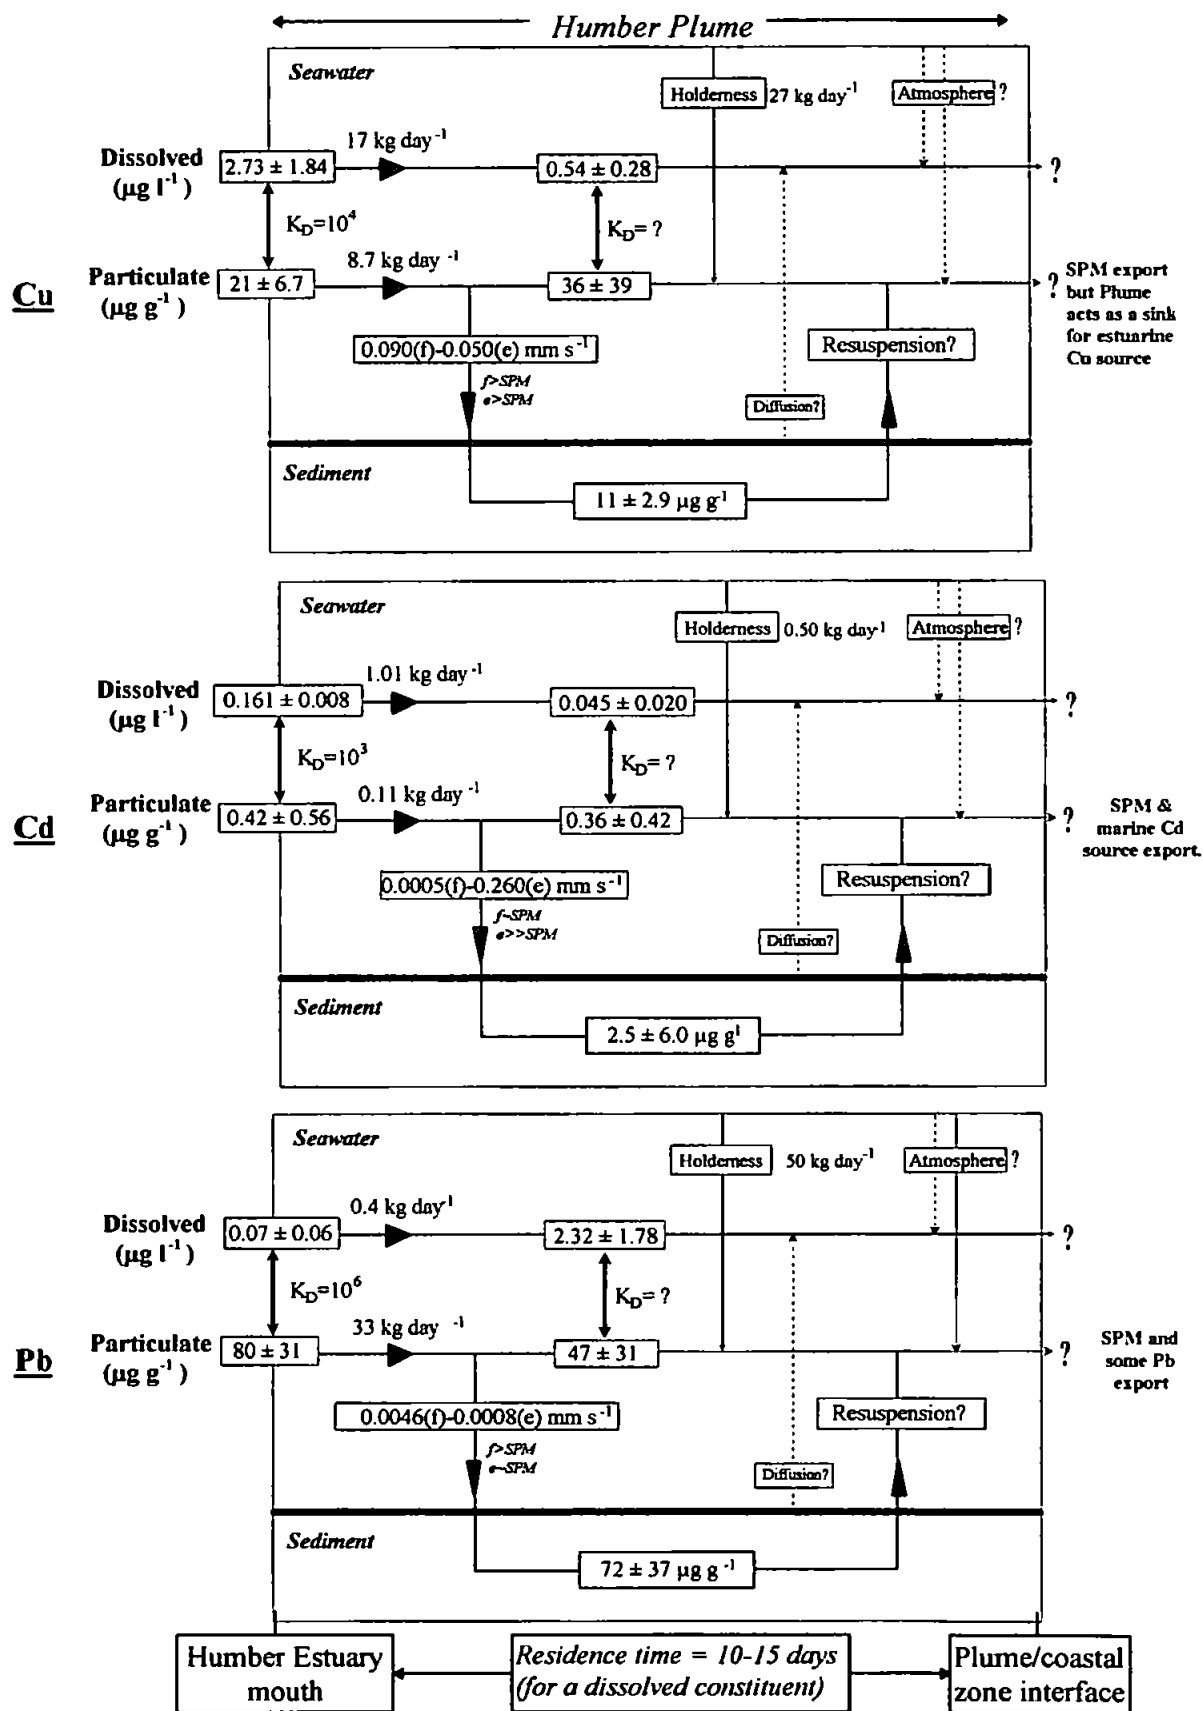 Humber Plume
Seawater
Holderness 27 kg day⁻¹
Atmosphere ?
Dissolved
(µg l⁻¹)
17 kg day⁻¹
2.73 ± 1.84
0.54 ± 0.28
?
K_D=10⁴
K_D= ?
Cu
Particulate
(µg g⁻¹)
8.7 kg day⁻¹
21 ± 6.7
36 ± 39
?
SPM export
but Plume
acts as a sink
for estuarine
Cu source
0.090(f)-0.050(e) mm s⁻¹
Resuspension?
f>SPM
e>SPM
Diffusion?
Sediment
11 ± 2.9 µg g⁻¹
Seawater
Holderness 0.50 kg day⁻¹
Atmosphere ?
Dissolved
(µg l⁻¹)
1.01 kg day⁻¹
0.161 ± 0.008
0.045 ± 0.020
?
K_D=10³
K_D= ?
Cd
Particulate
(µg g⁻¹)
0.11 kg day⁻¹
0.42 ± 0.56
0.36 ± 0.42
?
SPM &
marine Cd
source export.
0.0005(f)-0.260(e) mm s⁻¹
Resuspension?
f~SPM
e>>SPM
Diffusion?
Sediment
2.5 ± 6.0 µg g¹
Seawater
Holderness 50 kg day⁻¹
Atmosphere ?
Dissolved
(µg l⁻¹)
0.4 kg day⁻¹
0.07 ± 0.06
2.32 ± 1.78
?
K_D=10⁶
K_D= ?
Pb
Particulate
(µg g⁻¹)
33 kg day⁻¹
80 ± 31
47 ± 31
?
SPM and
some Pb
export
0.0046(f)-0.0008(e) mm s⁻¹
Resuspension?
f>SPM
e~SPM
Diffusion?
Sediment
72 ± 37 µg g⁻¹
Humber Estuary
mouth
Residence time = 10-15 days
(for a dissolved constituent)
Plume/coastal
zone interface